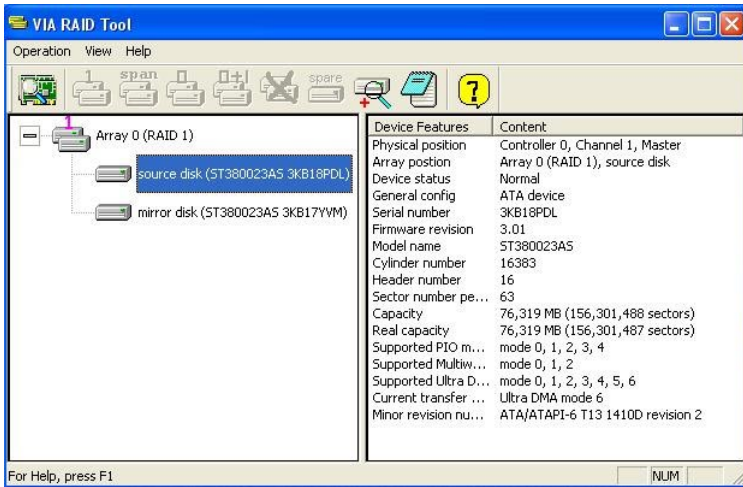 VIA RAID Tool
Operation View Help
1 span 0 0+1 spare ?
1
Array 0 (RAID 1)
source disk (ST380023AS 3KB18PDL)
mirror disk (ST380023AS 3KB17YVM)
Device Features Content
Physical position Controller 0, Channel 1, Master
Array postion Array 0 (RAID 1), source disk
Device status Normal
General config ATA device
Serial number 3KB18PDL
Firmware revision 3.01
Model name ST380023AS
Cylinder number 16383
Header number 16
Sector number pe... 63
Capacity 76,319 MB (156,301,488 sectors)
Real capacity 76,319 MB (156,301,487 sectors)
Supported PIO m... mode 0, 1, 2, 3, 4
Supported Multiw... mode 0, 1, 2
Supported Ultra D... mode 0, 1, 2, 3, 4, 5, 6
Current transfer ... Ultra DMA mode 6
Minor revision nu... ATA/ATAPI-6 T13 1410D revision 2
For Help, press F1 NUM